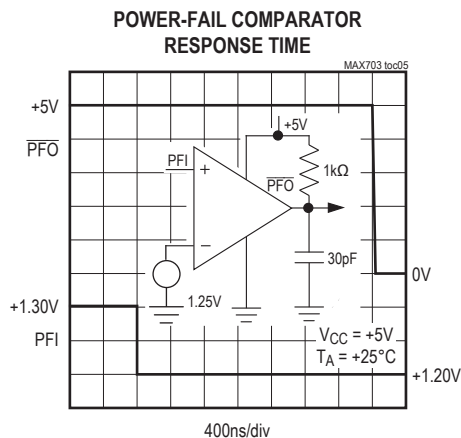 POWER-FAIL COMPARATOR
RESPONSE TIME
MAX703 toc05
+5V
+5V
PFO
PFI
+
PFO
1kΩ
−
30pF
0V
+1.30V
1.25V
PFI
VCC = +5V
TA = +25°C
+1.20V
400ns/div